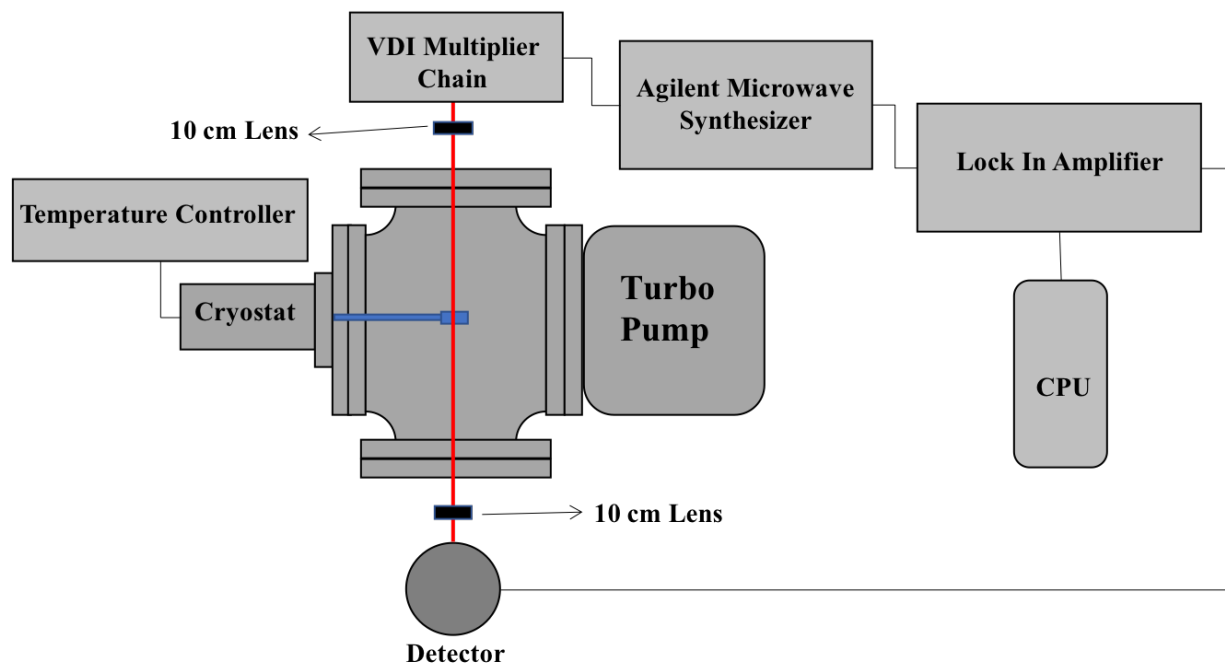 VDI Multiplier
Chain
Agilent Microwave
Synthesizer
10 cm Lens
Lock In Amplifier
Temperature Controller
Cryostat
Turbo
Pump
CPU
10 cm Lens
Detector